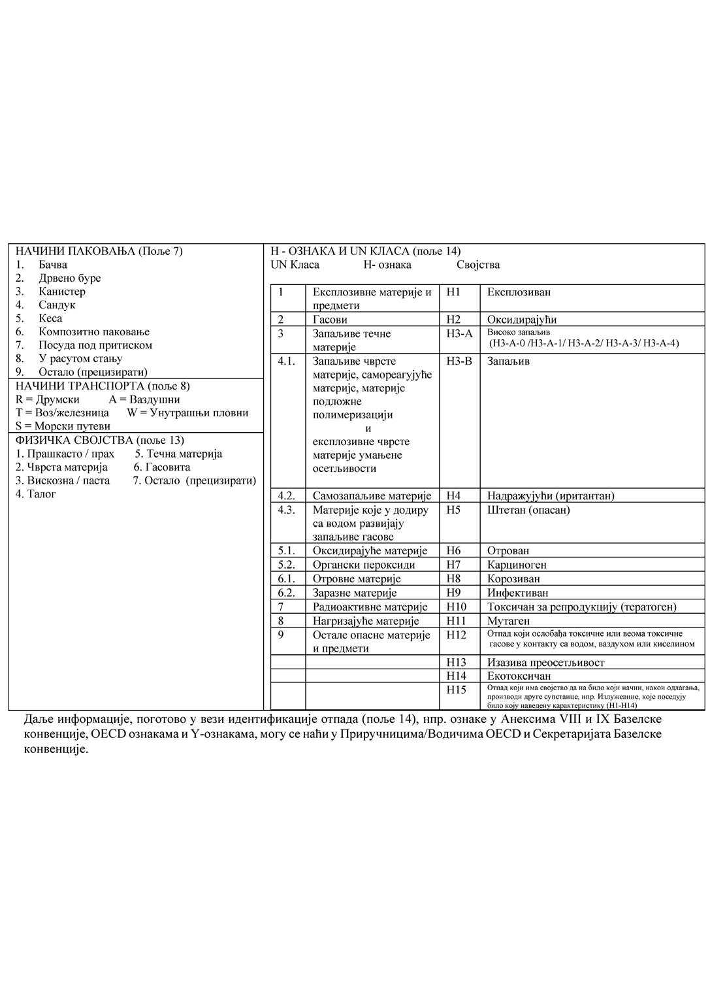 НАЧИНИ ПАКОВАЊА (Поље 7)
1. Бачва
2. Дрвено буре
3. Канистер
4. Сандук
5. Кеса
6. Композитно паковање
7. Посуда под притиском
8. У расутом стању
9. Остало (прецизирати)
НАЧИНИ ТРАНСПОРТА (поље 8)
R = Друмски A = Ваздушни
T = Воз/железница W = Унутрашњи пловни
S = Морски путеви
ФИЗИЧКА СВОЈСТВА (поље 13)
1. Прашкасто / прах 5. Течна материја
2. Чврста материја 6. Гасовита
3. Вискозна / паста 7. Остало (прецизирати)
4. Талог
H - ОЗНАКА И UN КЛАСА (поље 14)
UN Класа H- ознака Својства
1 Експлозивне материје и H1 Експлозиван
предмети
2 Гасови H2 Оксидирајући
3 Запаљиве течне H3-A Високо запаљив
материје (H3-A-0 /H3-A-1/ H3-A-2/ H3-A-3/ H3-A-4)
4.1. Запаљиве чврсте H3-B Запаљив
материје, самореагујуће
материје, материје
подложне
полимеризацији
и
експлозивне чврсте
материје умањене
осетљивости
4.2. Самозапаљиве материје H4 Надражујући (иритантан)
4.3. Материје које у додиру H5 Штетан (опасан)
са водом развијају
запаљиве гасове
5.1. Оксидирајуће материје H6 Отрован
5.2. Органски пероксиди H7 Карциноген
6.1. Отровне материје H8 Корозиван
6.2. Заразне материје H9 Инфективан
7 Радиоактивне материје H10 Токсичан за репродукцију (тератоген)
8 Нагризајуће материје H11 Мутаген
9 Остале опасне материје H12 Отпад који ослобађа токсичне или веома токсичне
и предмети гасове у контакту са водом, ваздухом или киселином
H13 Изазива преосетљивост
H14 Екотоксичан
H15 Отпад који има својство да на било који начин, након одлагања,
производи друге супстанце, нпр. Излужевине, које поседују
било коју наведену карактеристику (H1-H14)
Даље информације, поготово у вези идентификације отпада (поље 14), нпр. ознаке у Анексима VIII и IX Базелске
конвенције, OECD ознакама и Y-ознакама, могу се наћи у Приручницима/Водичима OECD и Секретаријата Базелске
конвенције.